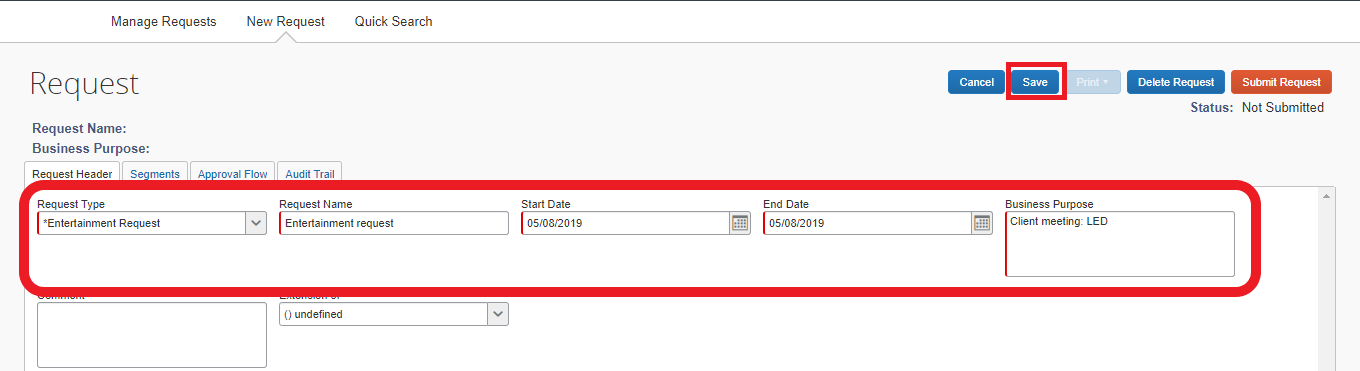 Manage Requests New Request Quick Search
Request
Cancel Save Print Delete Request Submit Request
Status: Not Submitted
Request Name:
Business Purpose:
Request Header Segments Approval Flow Audit Trail
Request Type Request Name Start Date End Date Business Purpose
*Entertainment Request Entertainment request 05/08/2019 05/08/2019 Client meeting: LED
Comment Extension of
() undefined